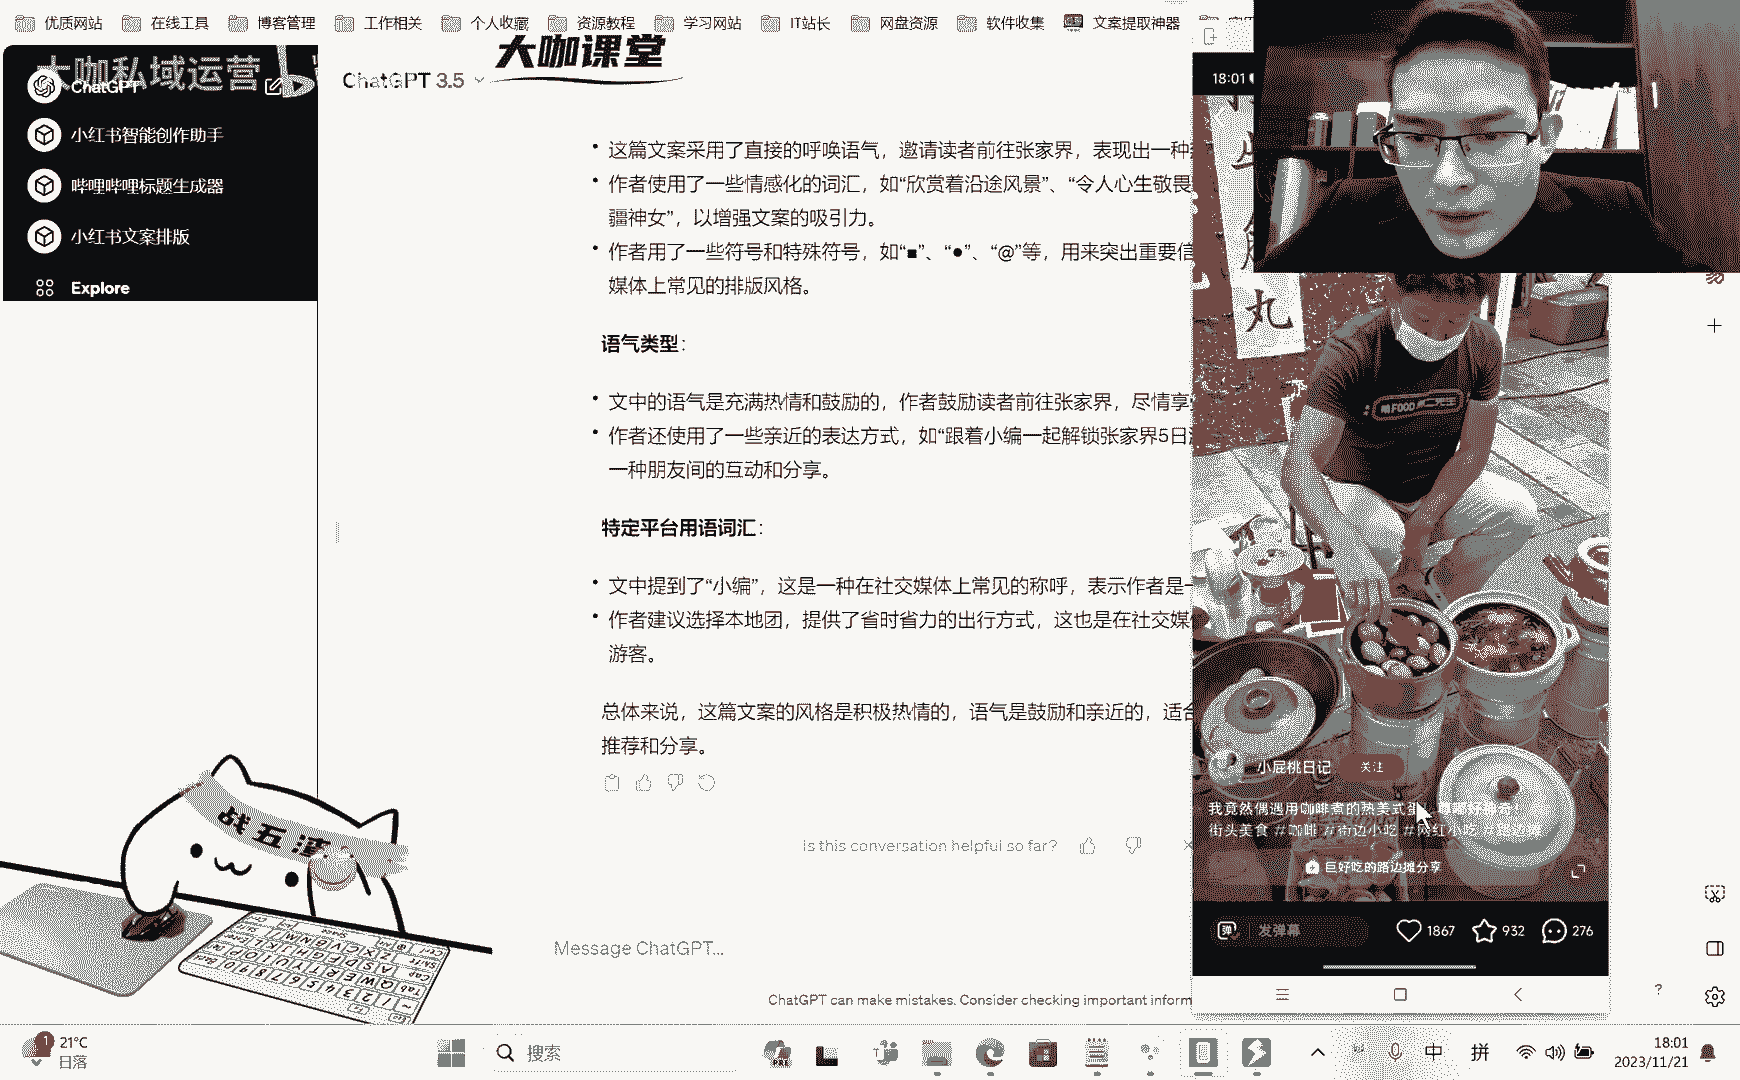 优质网站 在线工具 博客管理 工作相关 个人收藏 资源教程 学习网站 IT站长 网盘资源 软件收集 文案提取神器
大咖课堂
大咖私域运营
ChatGPT 3.5
ChatGPT
小红书智能创作助手
哔哩哔哩标题生成器
小红书文案排版
Explore
这篇文案采用了直接的呼唤语气，邀请读者前往张家界，表现出一种
作者使用了一些情感化的词汇，如“欣赏着沿途风景”、“令人心生敬畏
疆神女”，以增强文案的吸引力。
作者用了一些符号和特殊符号，如“■”、“●”、“@”等，用来突出重要信
媒体上常见的排版风格。
语气类型：
文中的语气是充满热情和鼓励的，作者鼓励读者前往张家界，尽情享
作者还使用了一些亲近的表达方式，如“跟着小编一起解锁张家界5日
一种朋友间的互动和分享。
特定平台用语词汇：
文中提到了“小编”，这是一种在社交媒体上常见的称呼，表示作者是一
作者建议选择本地团，提供了省时省力的出行方式，这也是在社交媒
游客。
总体来说，这篇文案的风格是积极热情的，语气是鼓励和亲近的，适合
推荐和分享。
Is this conversation helpful so far?
Message ChatGPT...
ChatGPT can make mistakes. Consider checking important inform
18:01
丸
FOOD
小屁桃日记 关注
我竟然偶遇用咖啡煮的热美式蛋
街头美食 #咖啡 #街边小吃 #网红小吃 #路边摊
巨好吃的路边摊分享
弹 发弹幕 1867 932 276
战五渣
1 21°C
日落
搜索
中 拼
18:01
2023/11/21